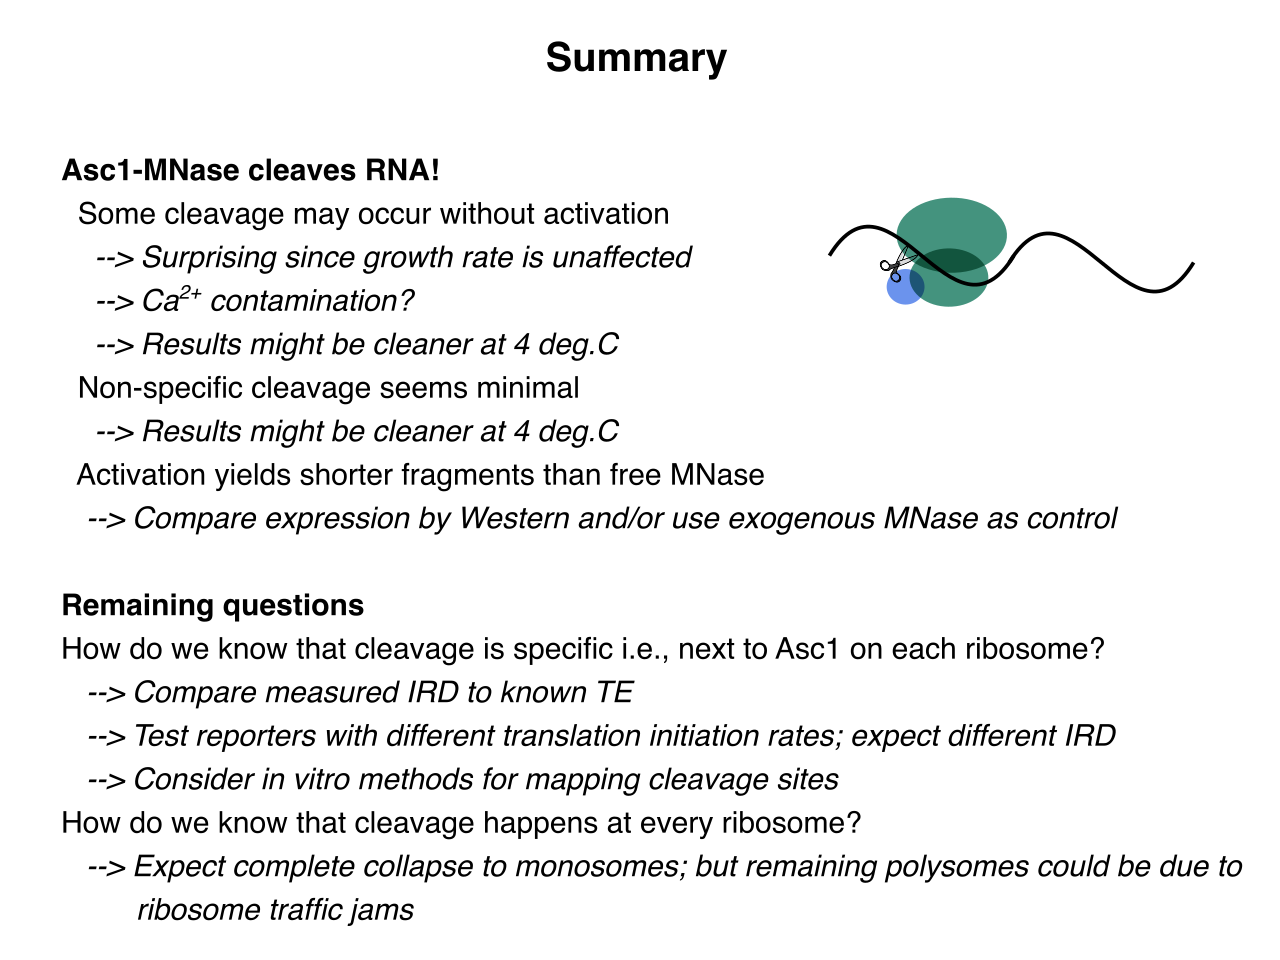 Summary
Asc1-MNase cleaves RNA!
Some cleavage may occur without activation
--> Surprising since growth rate is unaffected
--> Ca2+ contamination?
--> Results might be cleaner at 4 deg.C
Non-specific cleavage seems minimal
--> Results might be cleaner at 4 deg.C
Activation yields shorter fragments than free MNase
--> Compare expression by Western and/or use exogenous MNase as control
Remaining questions
How do we know that cleavage is specific i.e., next to Asc1 on each ribosome?
--> Compare measured IRD to known TE
--> Test reporters with different translation initiation rates; expect different IRD
--> Consider in vitro methods for mapping cleavage sites
How do we know that cleavage happens at every ribosome?
--> Expect complete collapse to monosomes; but remaining polysomes could be due to
ribosome traffic jams